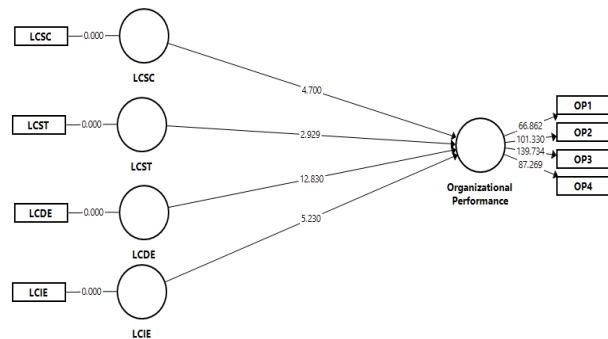 LCSC
0.000
LCSC
4.700
LCST
0.000
LCST
2.929
LCDE
0.000
LCDE
12.830
LCIE
0.000
LCIE
5.230
Organizational
Performance
66.862
OP1
101.330
OP2
139.734
OP3
87.269
OP4